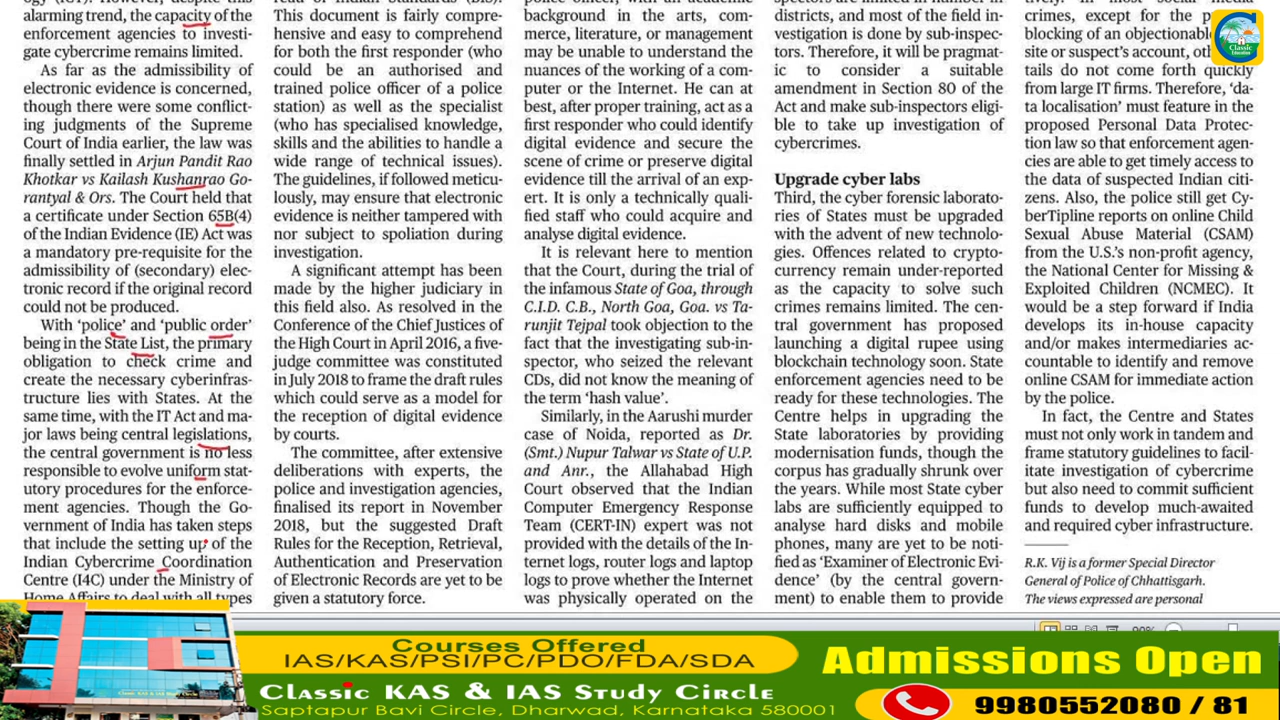 alarming trend, the capacity of the
enforcement agencies to investi-
gate cybercrime remains limited.
As far as the admissibility of
electronic evidence is concerned,
though there were some conflict-
ing judgments of the Supreme
Court of India earlier, the law was
finally settled in Arjun Pandit Rao
Khotkar vs Kailash Kushanrao Go-
rantyal & Ors. The Court held that
a certificate under Section 65B(4)
of the Indian Evidence (IE) Act was
a mandatory pre-requisite for the
admissibility of (secondary) elec-
tronic record if the original record
could not be produced.
With ‘police’ and ‘public order’
being in the State List, the primary
obligation to check crime and
create the necessary cyberinfras-
tructure lies with States. At the
same time, with the IT Act and ma-
jor laws being central legislations,
the central government is no less
responsible to evolve uniform stat-
utory procedures for the enforce-
ment agencies. Though the Go-
vernment of India has taken steps
that include the setting up of the
Indian Cybercrime Coordination
Centre (I4C) under the Ministry of
Home Affairs to deal with all types
This document is fairly compre-
hensive and easy to comprehend
for both the first responder (who
could be an authorised and
trained police officer of a police
station) as well as the specialist
(who has specialised knowledge,
skills and the abilities to handle a
wide range of technical issues).
The guidelines, if followed meticu-
lously, may ensure that electronic
evidence is neither tampered with
nor subject to spoliation during
investigation.
A significant attempt has been
made by the higher judiciary in
this field also. As resolved in the
Conference of the Chief Justices of
the High Court in April 2016, a five-
judge committee was constituted
in July 2018 to frame the draft rules
which could serve as a model for
the reception of digital evidence
by courts.
The committee, after extensive
deliberations with experts, the
police and investigation agencies,
finalised its report in November
2018, but the suggested Draft
Rules for the Reception, Retrieval,
Authentication and Preservation
of Electronic Records are yet to be
given a statutory force.
background in the arts, com-
merce, literature, or management
may be unable to understand the
nuances of the working of a com-
puter or the Internet. He can at
best, after proper training, act as a
first responder who could identify
digital evidence and secure the
scene of crime or preserve digital
evidence till the arrival of an exp-
ert. It is only a technically quali-
fied staff who could acquire and
analyse digital evidence.
It is relevant here to mention
that the Court, during the trial of
the infamous State of Goa, through
C.I.D. C.B., North Goa, Goa. vs Ta-
runjit Tejpal took objection to the
fact that the investigating sub-in-
spector, who seized the relevant
CDs, did not know the meaning of
the term ‘hash value’.
Similarly, in the Aarushi murder
case of Noida, reported as Dr.
(Smt.) Nupur Talwar vs State of U.P.
and Anr., the Allahabad High
Court observed that the Indian
Computer Emergency Response
Team (CERT-IN) expert was not
provided with the details of the In-
ternet logs, router logs and laptop
logs to prove whether the Internet
was physically operated on the
districts, and most of the field in-
vestigation is done by sub-inspec-
tors. Therefore, it will be pragmat-
ic to consider a suitable
amendment in Section 80 of the
Act and make sub-inspectors eligi-
ble to take up investigation of
cybercrimes.
Upgrade cyber labs
Third, the cyber forensic laborato-
ries of States must be upgraded
with the advent of new technolo-
gies. Offences related to crypto-
currency remain under-reported
as the capacity to solve such
crimes remains limited. The cen-
tral government has proposed
launching a digital rupee using
blockchain technology soon. State
enforcement agencies need to be
ready for these technologies. The
Centre helps in upgrading the
State laboratories by providing
modernisation funds, though the
corpus has gradually shrunk over
the years. While most State cyber
labs are sufficiently equipped to
analyse hard disks and mobile
phones, many are yet to be noti-
fied as ‘Examiner of Electronic Evi-
dence’ (by the central govern-
ment) to enable them to provide
crimes, except for the
blocking of an objectionable
site or suspect’s account,
tails do not come forth quickly
from large IT firms. Therefore, ‘da-
ta localisation’ must feature in the
proposed Personal Data Protec-
tion law so that enforcement agen-
cies are able to get timely access to
the data of suspected Indian citi-
zens. Also, the police still get Cy-
berTipline reports on online Child
Sexual Abuse Material (CSAM)
from the U.S.’s non-profit agency,
the National Center for Missing &
Exploited Children (NCMEC). It
would be a step forward if India
develops its in-house capacity
and/or makes intermediaries ac-
countable to identify and remove
online CSAM for immediate action
by the police.
In fact, the Centre and States
must not only work in tandem and
frame statutory guidelines to facil-
itate investigation of cybercrime
but also need to commit sufficient
funds to develop much-awaited
and required cyber infrastructure.
R.K. Vij is a former Special Director
General of Police of Chhattisgarh.
The views expressed are personal
Classic
Education
Courses Offered
IAS/KAS/PSI/PC/PDO/FDA/SDA
Classic KAS & IAS Study Circle
Saptapur Bavi Circle, Dharwad, Karnataka 580001
Admissions Open
9980552080 / 81